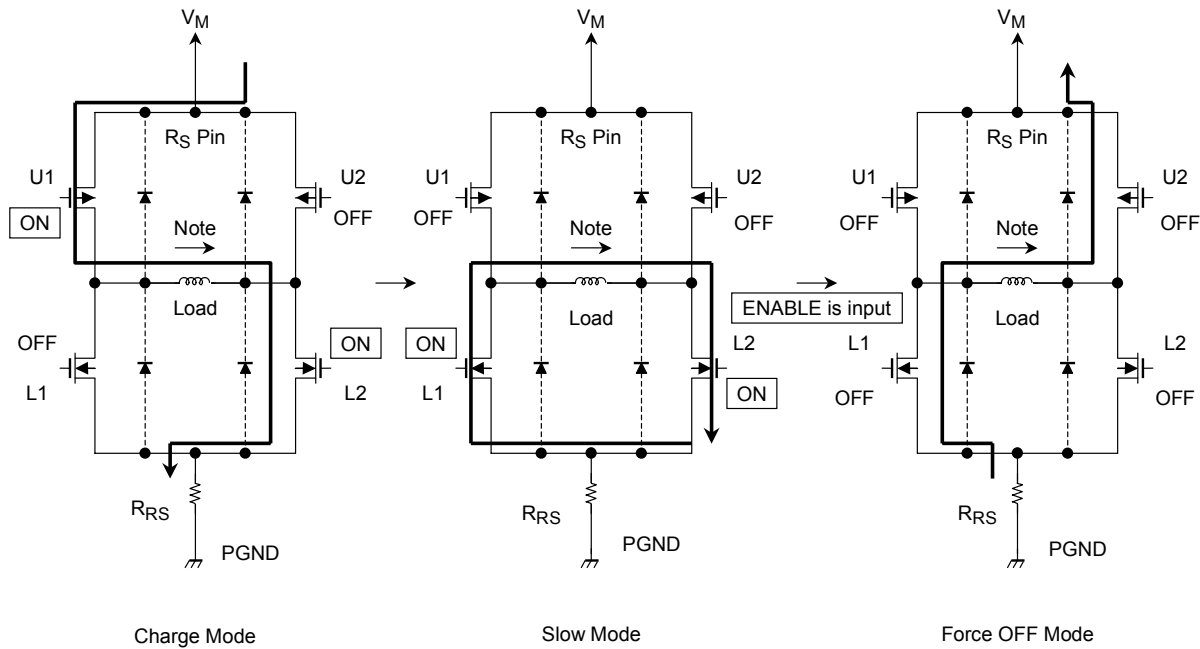 VM
RS Pin
U1
U2
ON
OFF
Note
Load
OFF
ON
L1
L2
RRS
PGND
Charge Mode
VM
RS Pin
U1
U2
OFF
OFF
Note
Load
ON
L2
L1
ON
RRS
PGND
Slow Mode
ENABLE is input
VM
RS Pin
U1
U2
OFF
OFF
Note
Load
L1
L2
OFF
OFF
RRS
PGND
Force OFF Mode